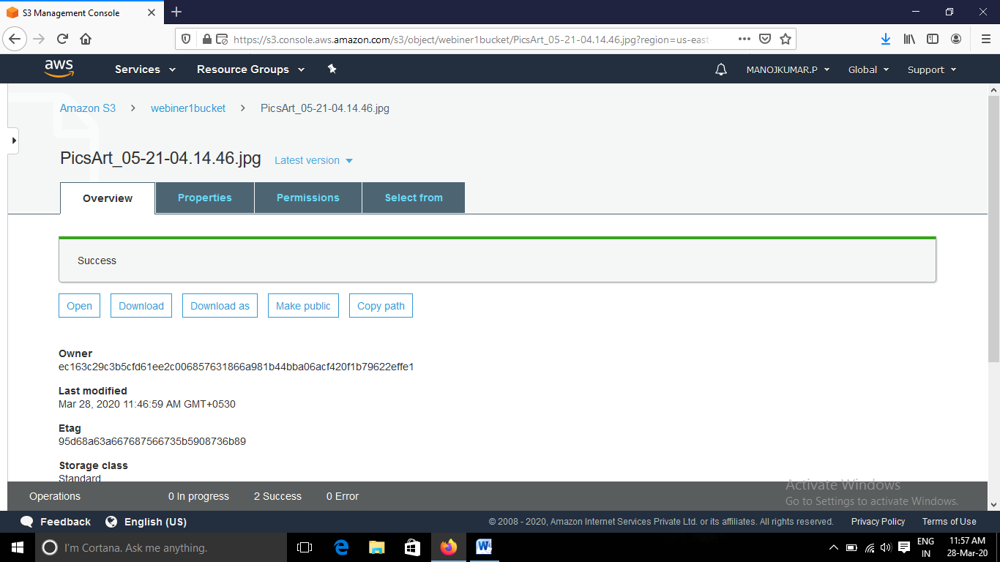 S3 Management Console
https://s3.console.aws.amazon.com/s3/object/webiner1bucket/PicsArt_05-21-04.14.46.jpg?region=us-east-
aws Services Resource Groups MANOJKUMAR.P Global Support
Amazon S3 > webiner1bucket > PicsArt_05-21-04.14.46.jpg
PicsArt_05-21-04.14.46.jpg Latest version
Overview Properties Permissions Select from
Success
Open Download Download as Make public Copy path
Owner
ec163c29c3b5cfd61ee2c006857631866a981b44bba06acf420f1b79622effe1
Last modified
Mar 28, 2020 11:46:59 AM GMT+0530
Etag
95d68a63a667687566735b5908736b89
Storage class
Standard
Activate Windows
Go to Settings to activate Windows.
Operations 0 In progress 2 Success 0 Error
Feedback English (US) © 2008 - 2020, Amazon Internet Services Private Ltd. or its affiliates. All rights reserved. Privacy Policy Terms of Use
I'm Cortana. Ask me anything.
ENG
IN
11:57 AM
28-Mar-20